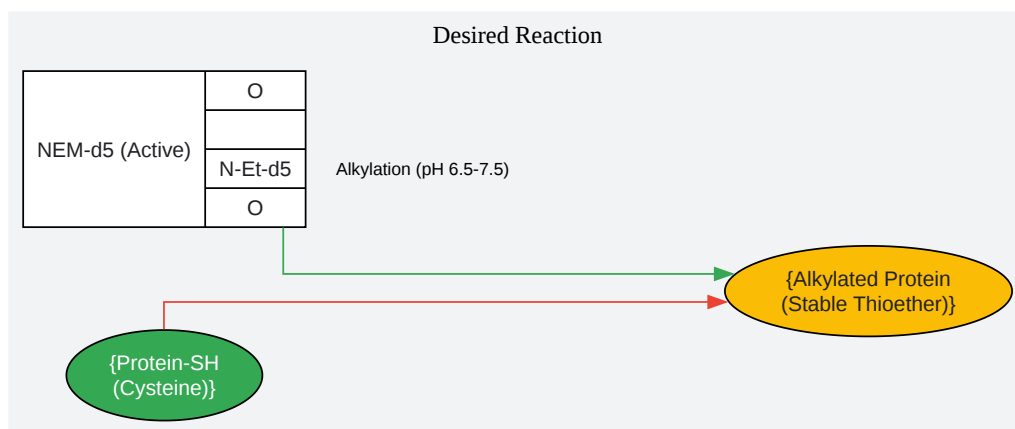 Desired Reaction
NEM-d5 (Active)
O
N-Et-d5
O
Alkylation (pH 6.5-7.5)
{Alkylated Protein
(Stable Thioether)}
{Protein-SH
(Cysteine)}